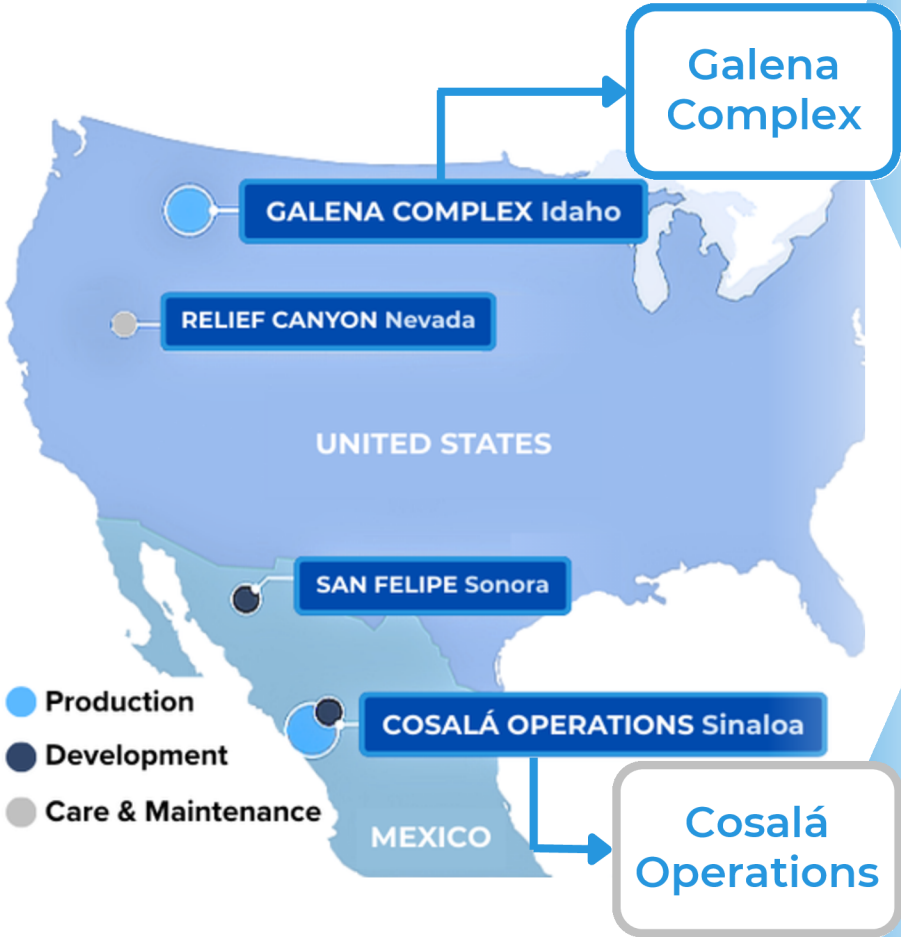 Galena
Complex
GALENA COMPLEX Idaho
RELIEF CANYON Nevada
UNITED STATES
SAN FELIPE Sonora
Production
Development
Care & Maintenance
COSALÁ OPERATIONS Sinaloa
MEXICO
Cosalá
Operations